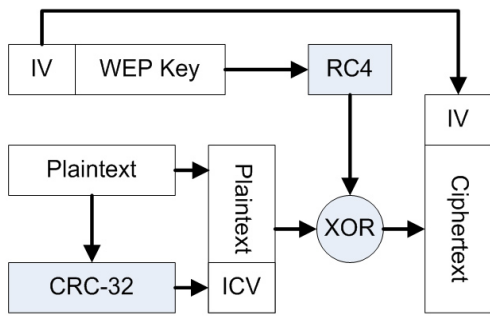 IV
WEP Key
RC4
IV
Plaintext
Plaintext
XOR
Ciphertext
CRC-32
ICV